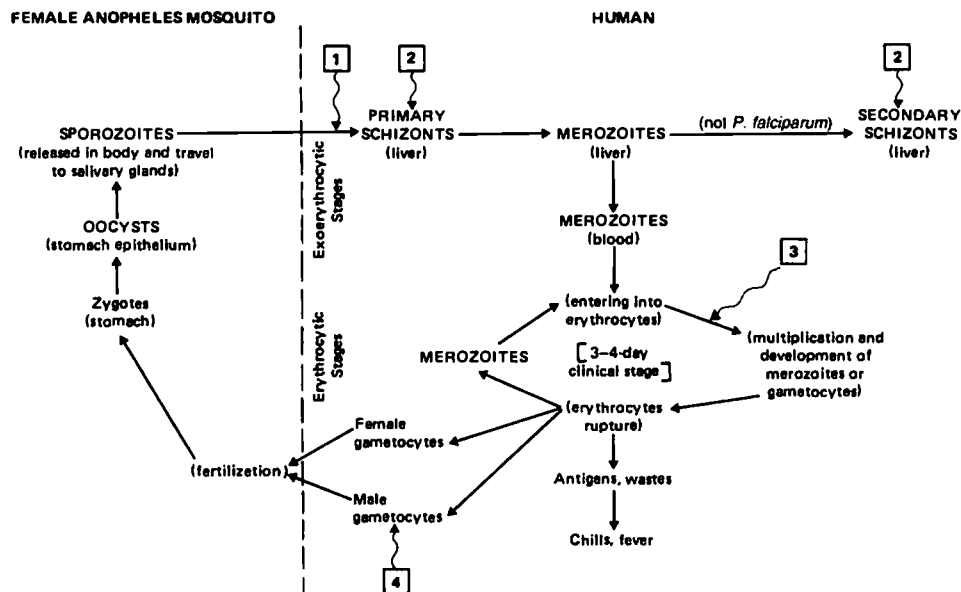 FEMALE ANOPHELES MOSQUITO
HUMAN
1
2
2
PRIMARY
SCHIZONTS
(liver)
SECONDARY
SCHIZONTS
(liver)
(not P. falciparum)
SPOROZOITES
(released in body and travel
to salivary glands)
MEROZOITES
(liver)
Exoerythrocytic
Stages
OOCYSTS
(stomach epithelium)
MEROZOITES
(blood)
3
Zygotes
(stomach)
(entering into
erythrocytes)
Erythrocytic
Stages
MEROZOITES
[3–4-day
clinical stage]
(multiplication and
development of
merozoites or
gametocytes)
(erythrocytes
rupture)
Female
gametocytes
(fertilization)
Antigens, wastes
Male
gametocytes
Chills, fever
4